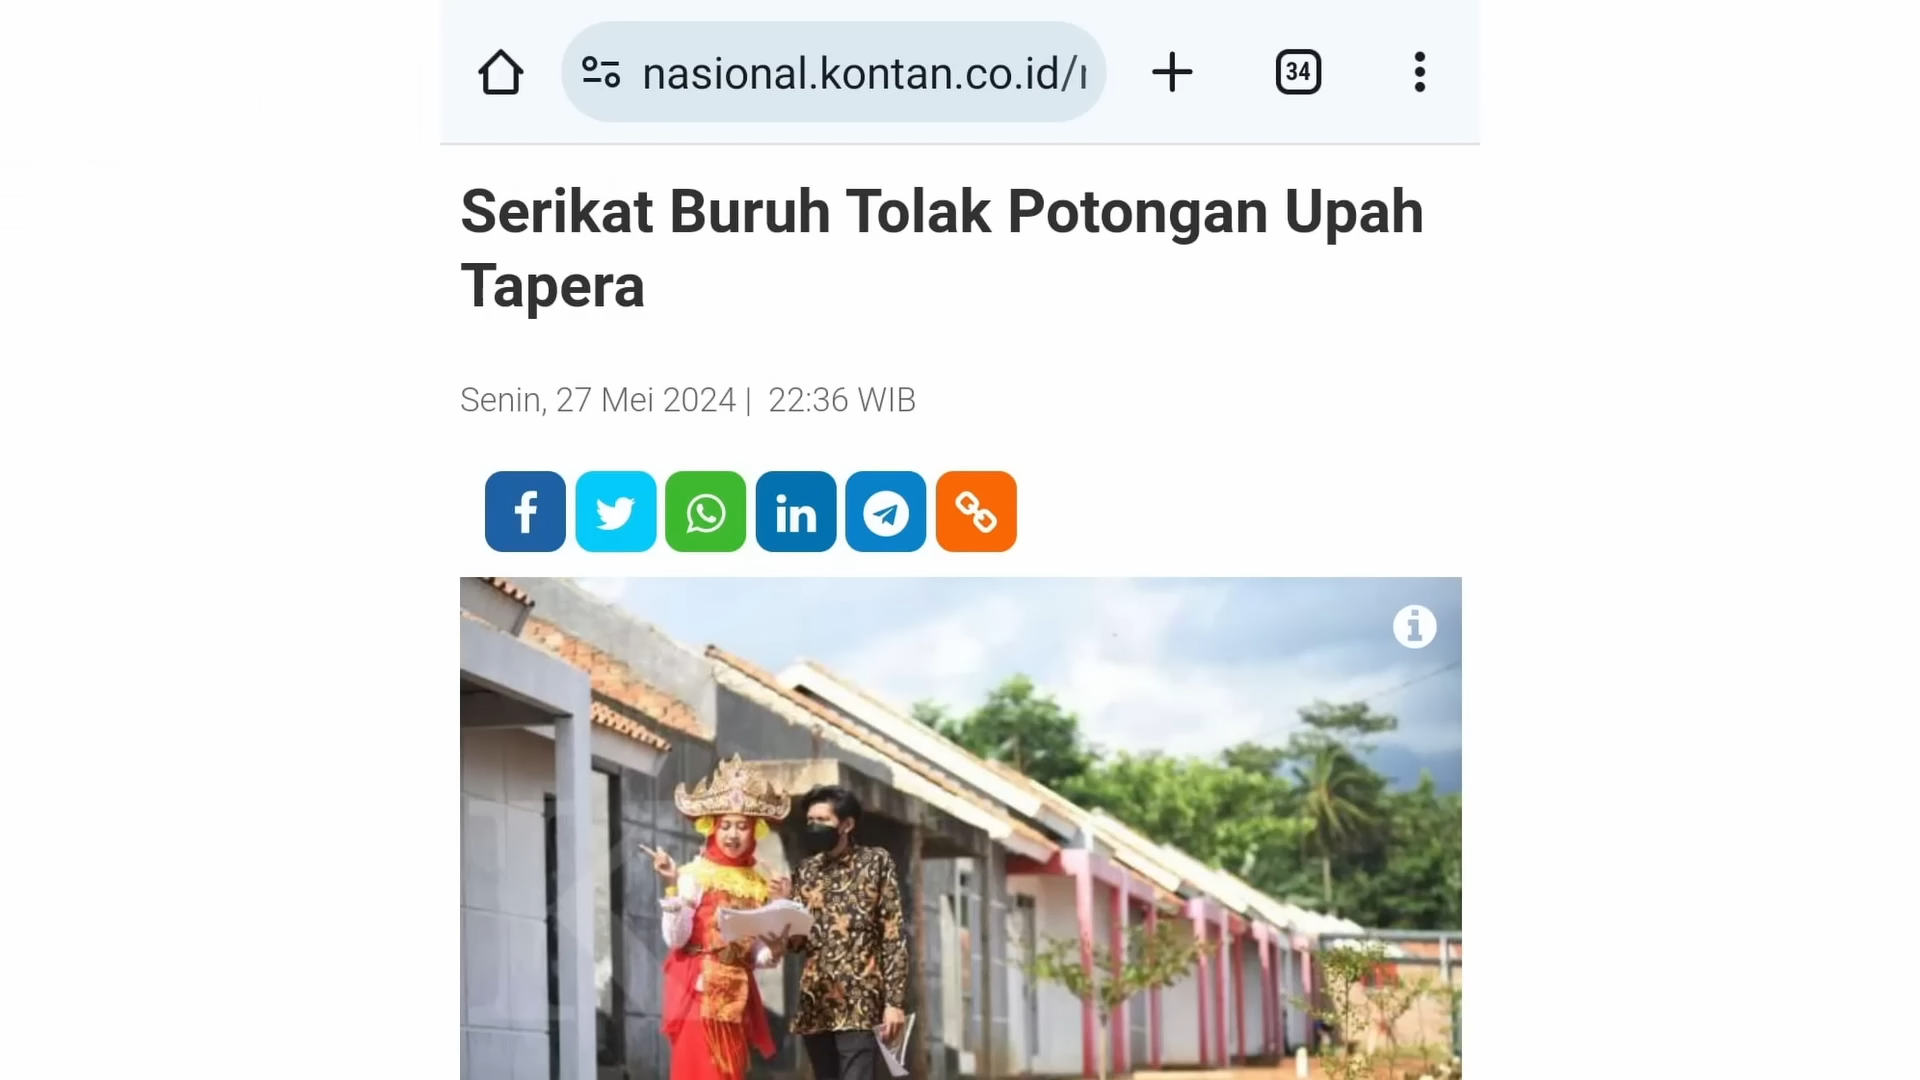 nasional.kontan.co.id/
34
Serikat Buruh Tolak Potongan Upah
Tapera
Senin, 27 Mei 2024 | 22:36 WIB